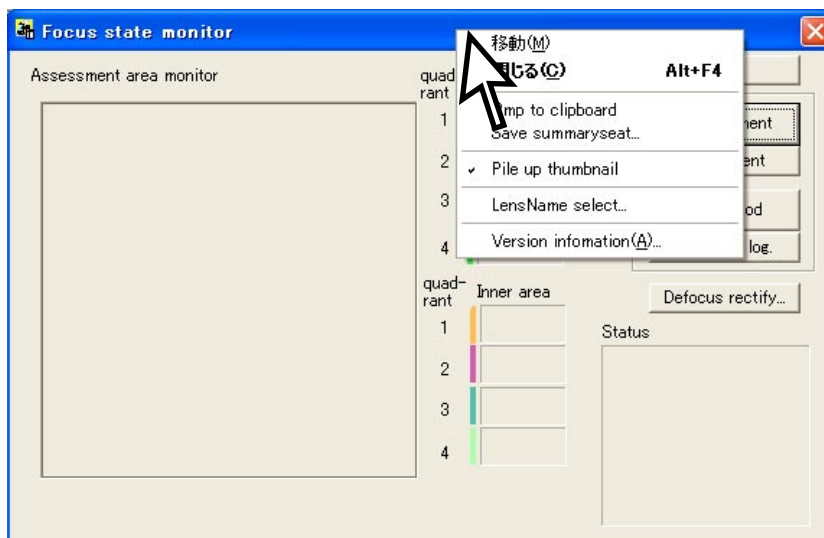 Focus state monitor
Assessment area monitor
quad
rant
1
2
3
4
移動(M)
じる(C) Alt+F4
mp to clipboard
Save summaryseat...
Pile up thumbnail
LensName select...
Version infomation(A)...
ent
ent
od
log.
quad-
rant
Inner area
1
2
3
4
Defocus rectify...
Status